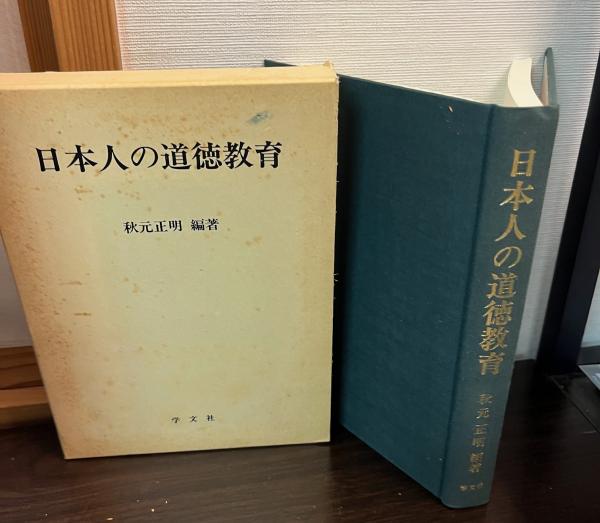 日本人の道徳教育
秋元正明 編著
学文社
日本人の道徳教育
秋元正明 編著
学文社